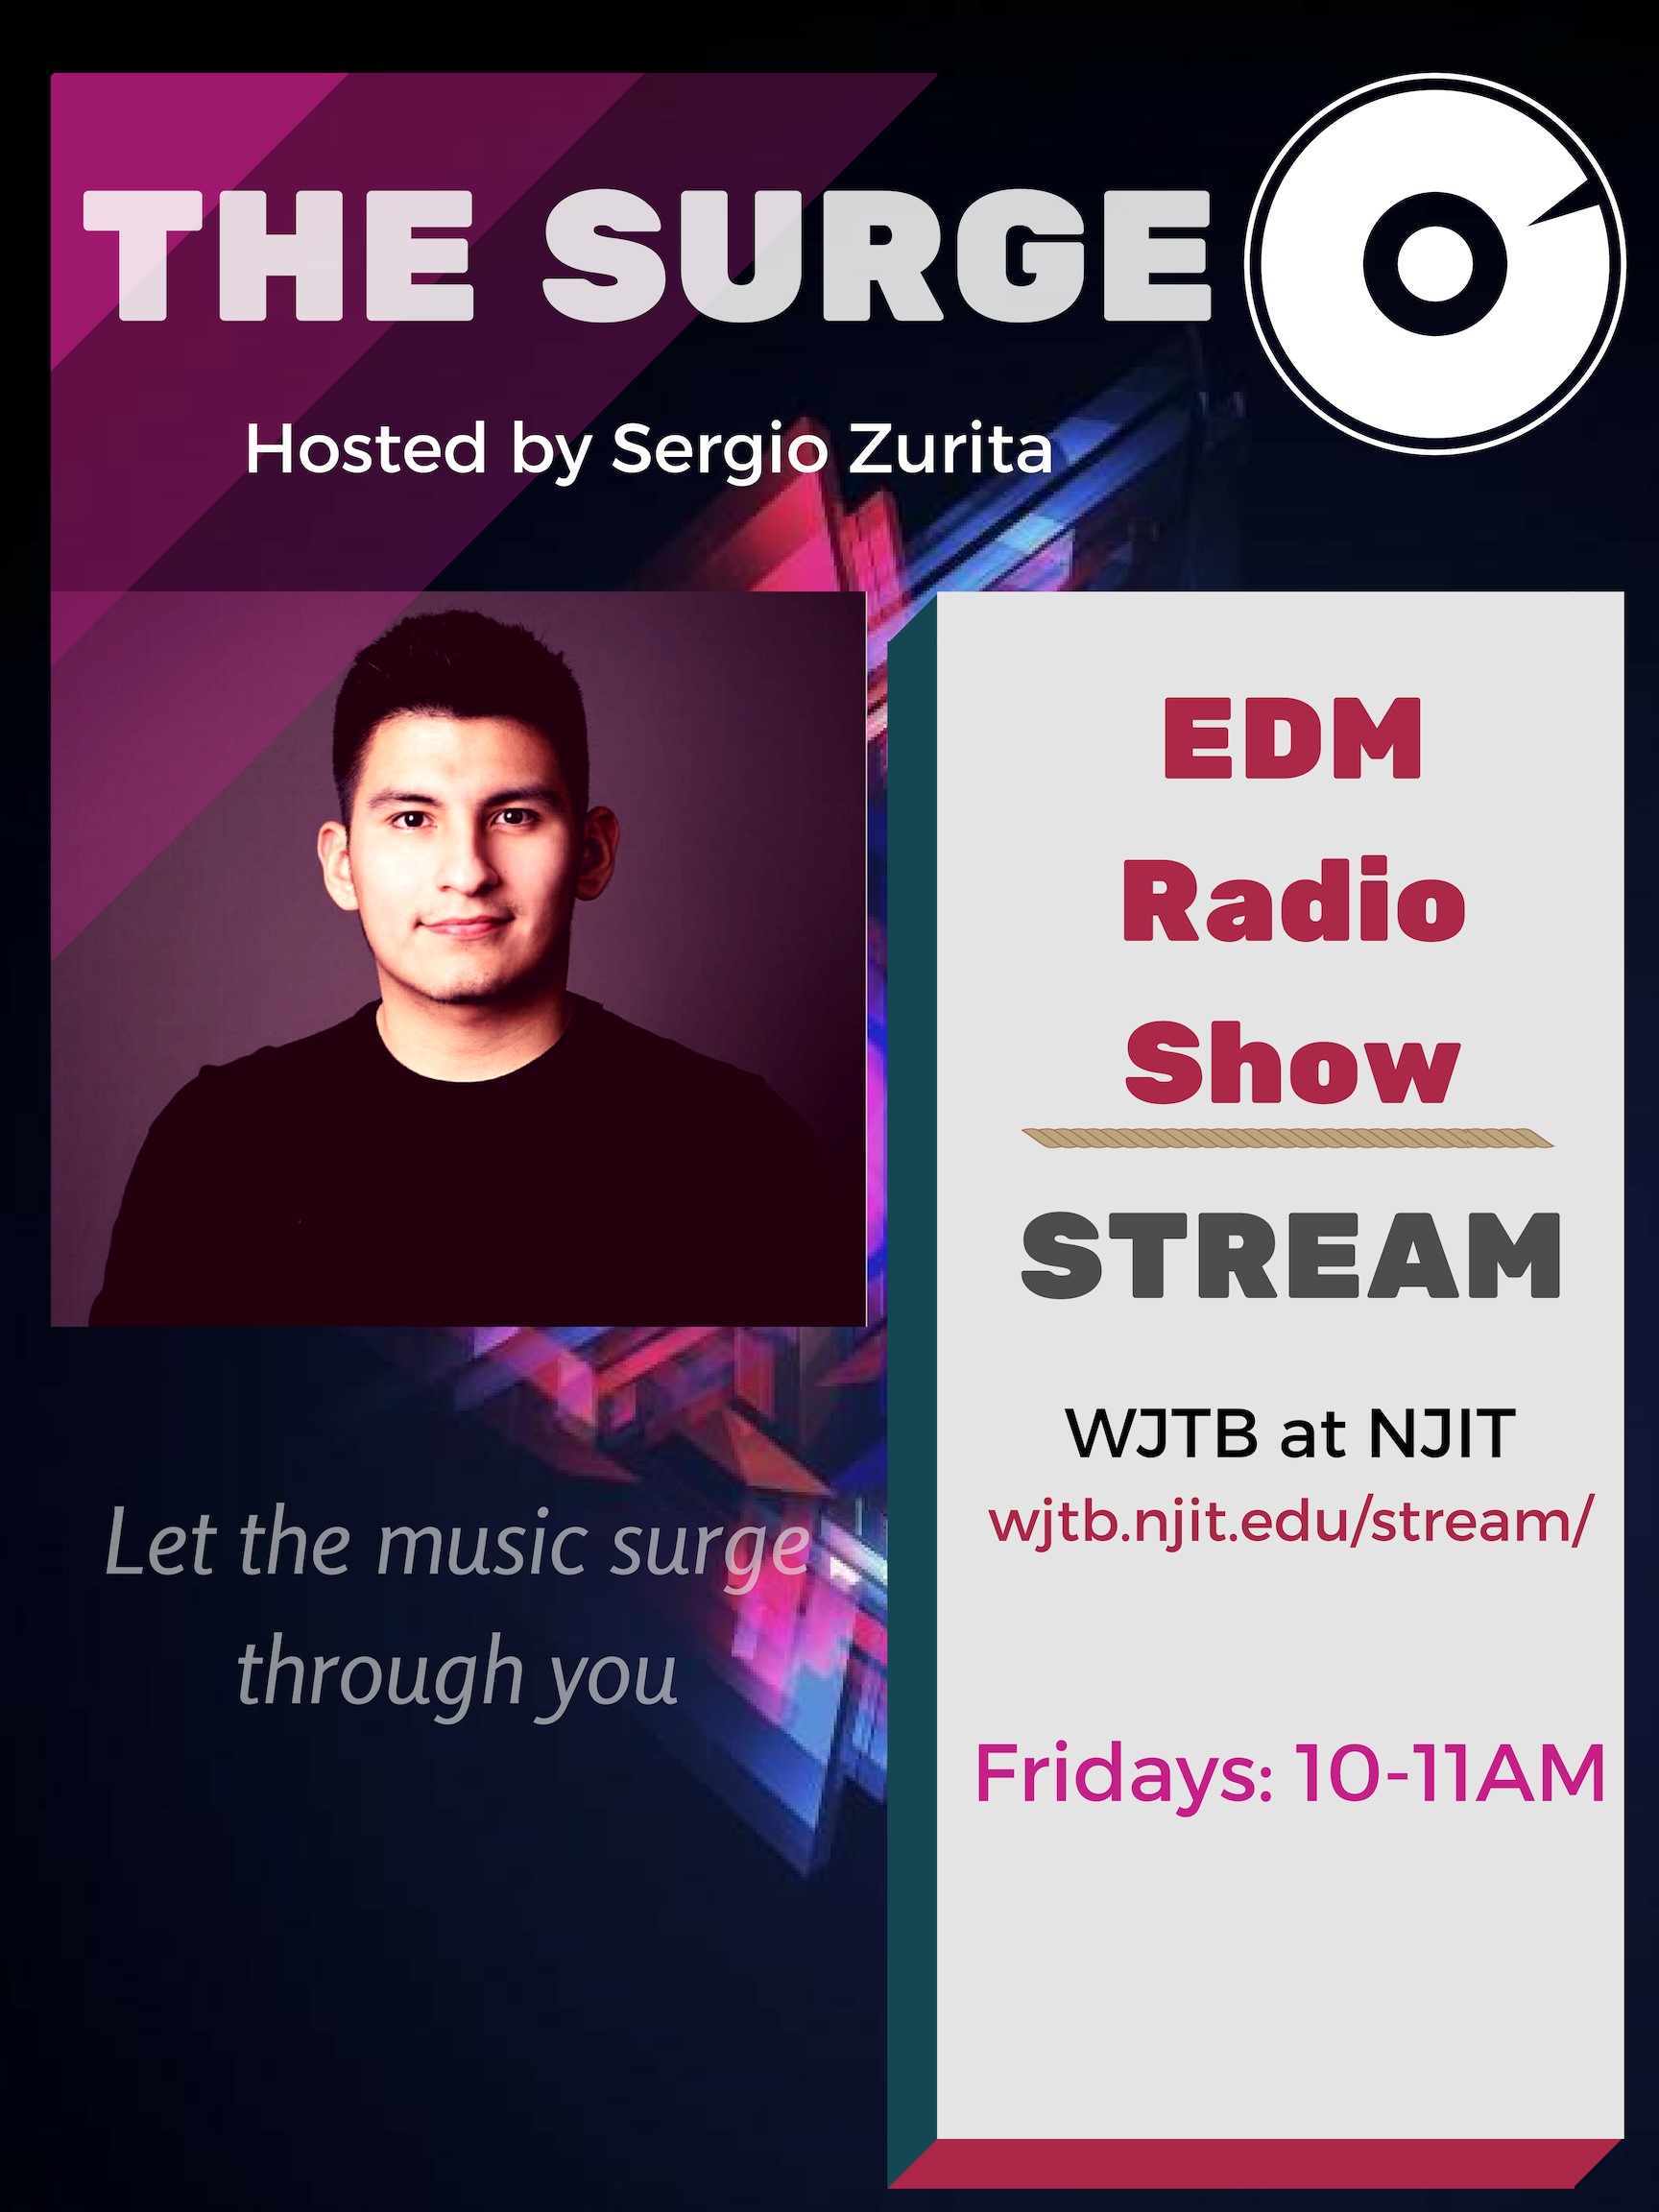 THE SURGE
Hosted by Sergio Zurita
EDM
Radio
Show
STREAM
WJTB at NJIT
wjtb.njit.edu/stream/
Fridays: 10-11AM
Let the music surge
through you